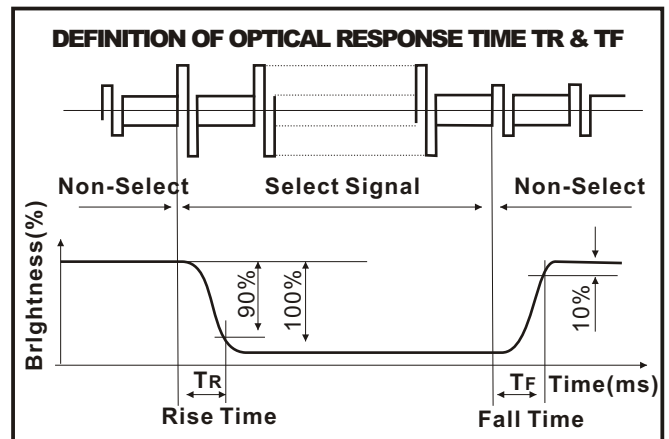 DEFINITION OF OPTICAL RESPONSE TIME TR & TF
Non-Select Select Signal Non-Select
Brightness(%)
90%
100%
10%
TR TF Time(ms)
Rise Time Fall Time